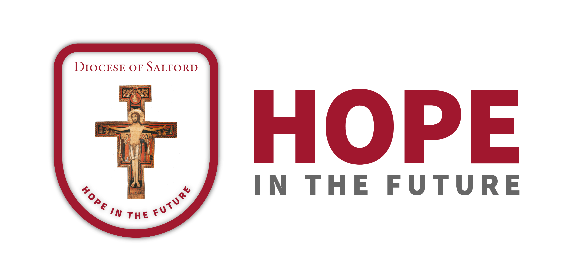 DIOCESE OF SALFORD
HOPE IN THE FUTURE
HOPE
IN THE FUTURE